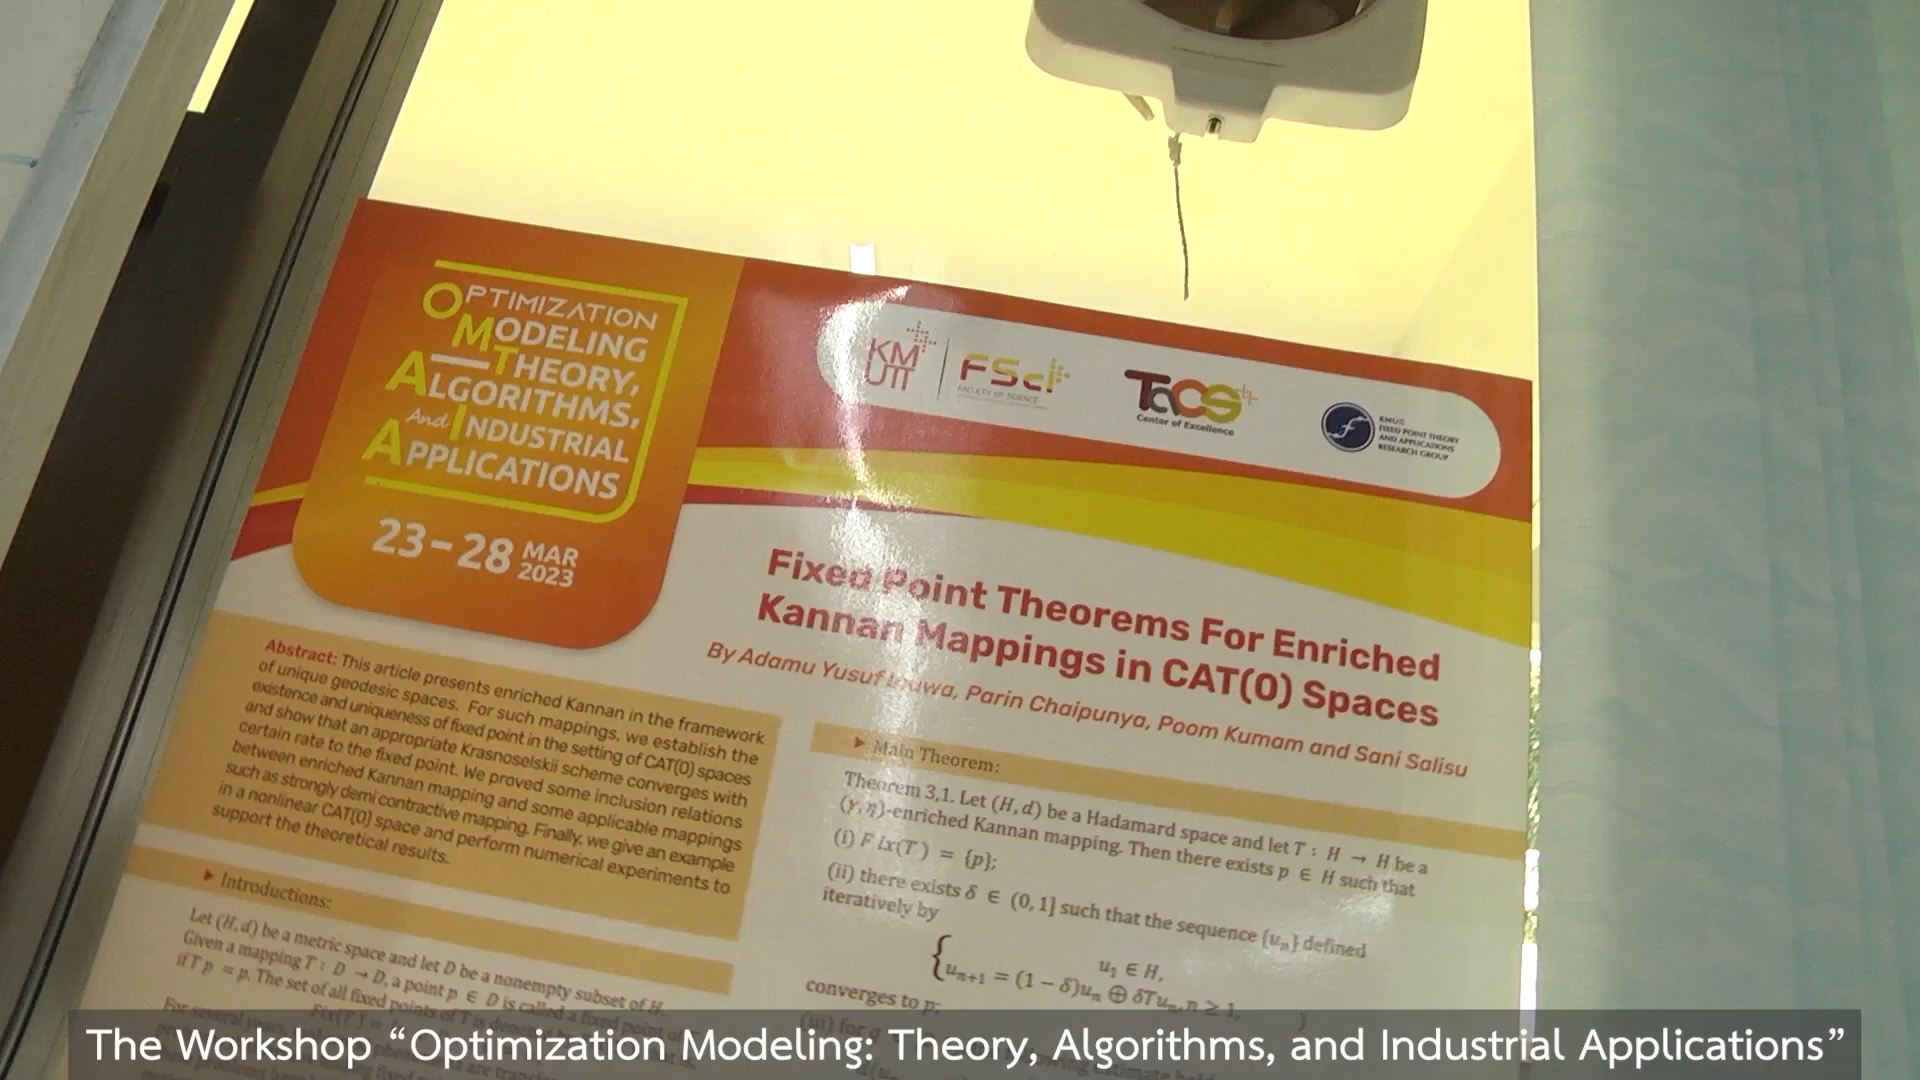 OPTIMIZATION
MODELING
THEORY,
ALGORITHMS,
And INDUSTRIAL
APPLICATIONS
23-28 MAR
2023
KM
UTT
FSci
FACULTY OF SCIENCE
TaCS
Center of Excellence
KMUTT
FIXED POINT THEORY
AND APPLICATIONS
RESEARCH GROUP
Fixed Point Theorems For Enriched
Kannan Mappings in CAT(0) Spaces
By Adamu Yusuf Inuwa, Parin Chaipunya, Poom Kumam and Sani Salisu
Abstract: This article presents enriched Kannan in the framework
of unique geodesic spaces. For such mappings, we establish the
existence and uniqueness of fixed point in the setting of CAT(0) spaces
and show that an appropriate Krasnoselskii scheme converges with
certain rate to the fixed point. We proved some inclusion relations
between enriched Kannan mapping and some applicable mappings
such as strongly demi contractive mapping. Finally, we give an example
in a nonlinear CAT(0) space and perform numerical experiments to
support the theoretical results.
Introductions:
Let (H, d) be a metric space and let D be a nonempty subset of H.
Given a mapping T : D → D, a point p ∈ D is called a fixed point of
if T p = p. The set of all fixed points of T is denoted by
Main Theorem:
Theorem 3,1. Let (H, d) be a Hadamard space and let T : H → H be a
(γ, η)-enriched Kannan mapping. Then there exists p ∈ H such that
(i) F ix(T ) = {p};
(ii) there exists δ ∈ (0, 1] such that the sequence {uₙ} defined
iteratively by
u₁ ∈ H,
uₙ₊₁ = (1 − δ)uₙ ⊕ δTuₙ, n ≥ 1,
converges to p;
The Workshop “Optimization Modeling: Theory, Algorithms, and Industrial Applications”